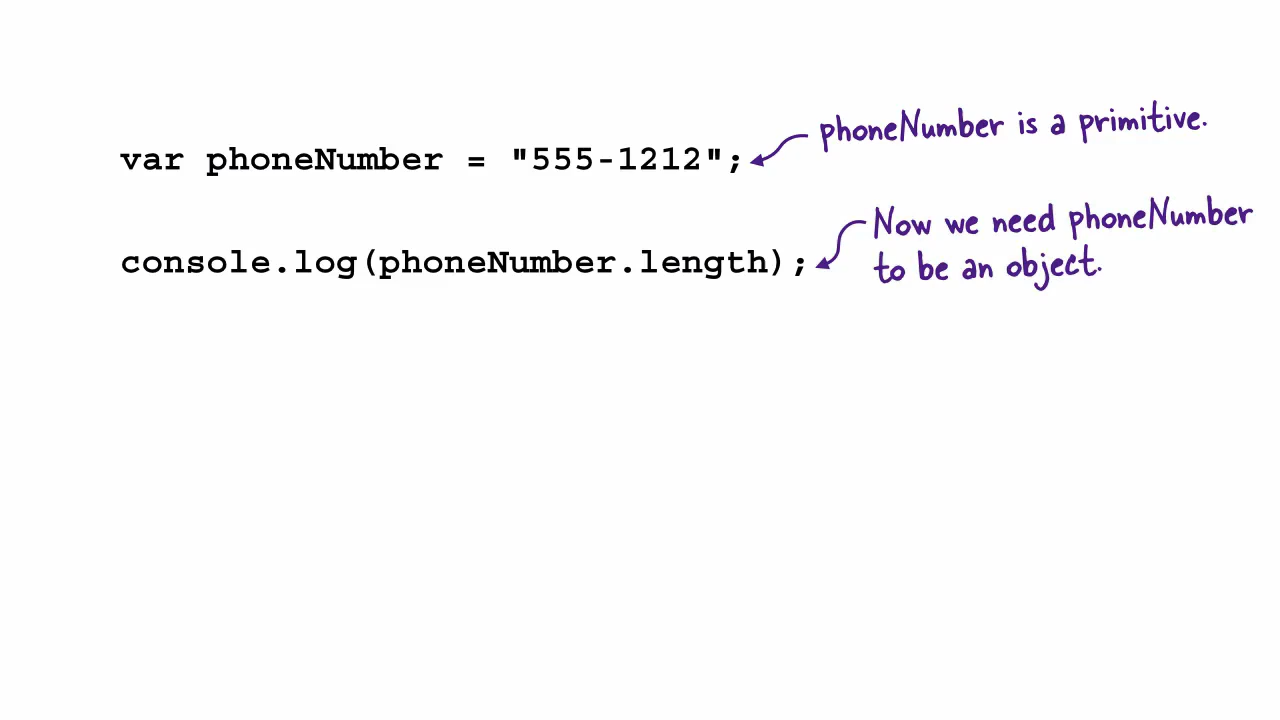 phoneNumber is a primitive.
var phoneNumber = "555-1212";
Now we need phoneNumber
to be an object.
console.log(phoneNumber.length);